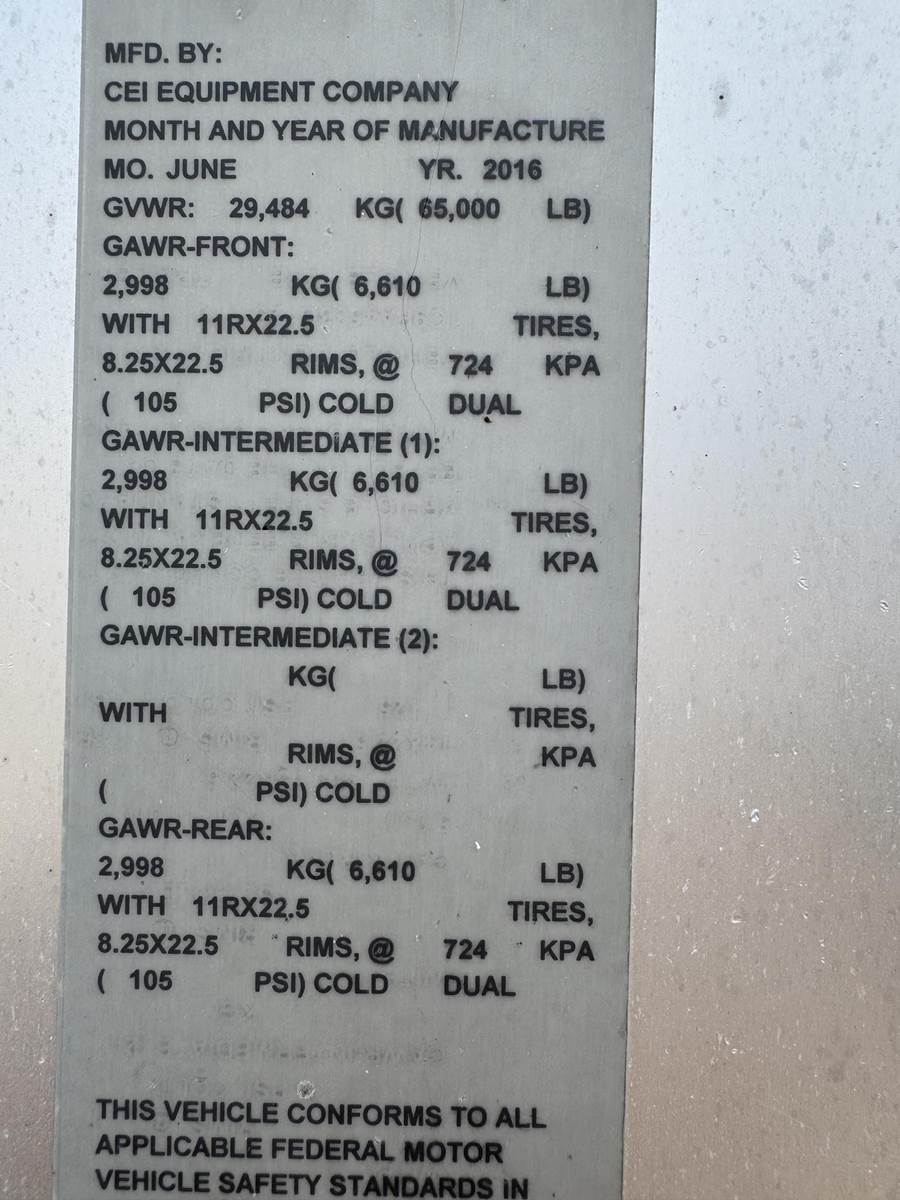 MFD. BY:
CEI EQUIPMENT COMPANY
MONTH AND YEAR OF MANUFACTURE
MO. JUNE YR. 2016
GVWR: 29,484 KG( 65,000 LB)
GAWR-FRONT:
2,998 KG( 6,610 LB)
WITH 11RX22.5 TIRES,
8.25X22.5 RIMS, @ 724 KPA
( 105 PSI) COLD DUAL
GAWR-INTERMEDIATE (1):
2,998 KG( 6,610 LB)
WITH 11RX22.5 TIRES,
8.25X22.5 RIMS, @ 724 KPA
( 105 PSI) COLD DUAL
GAWR-INTERMEDIATE (2):
KG( LB)
WITH TIRES,
RIMS, @ KPA
( PSI) COLD
GAWR-REAR:
2,998 KG( 6,610 LB)
WITH 11RX22.5 TIRES,
8.25X22.5 RIMS, @ 724 KPA
( 105 PSI) COLD DUAL
THIS VEHICLE CONFORMS TO ALL
APPLICABLE FEDERAL MOTOR
VEHICLE SAFETY STANDARDS IN